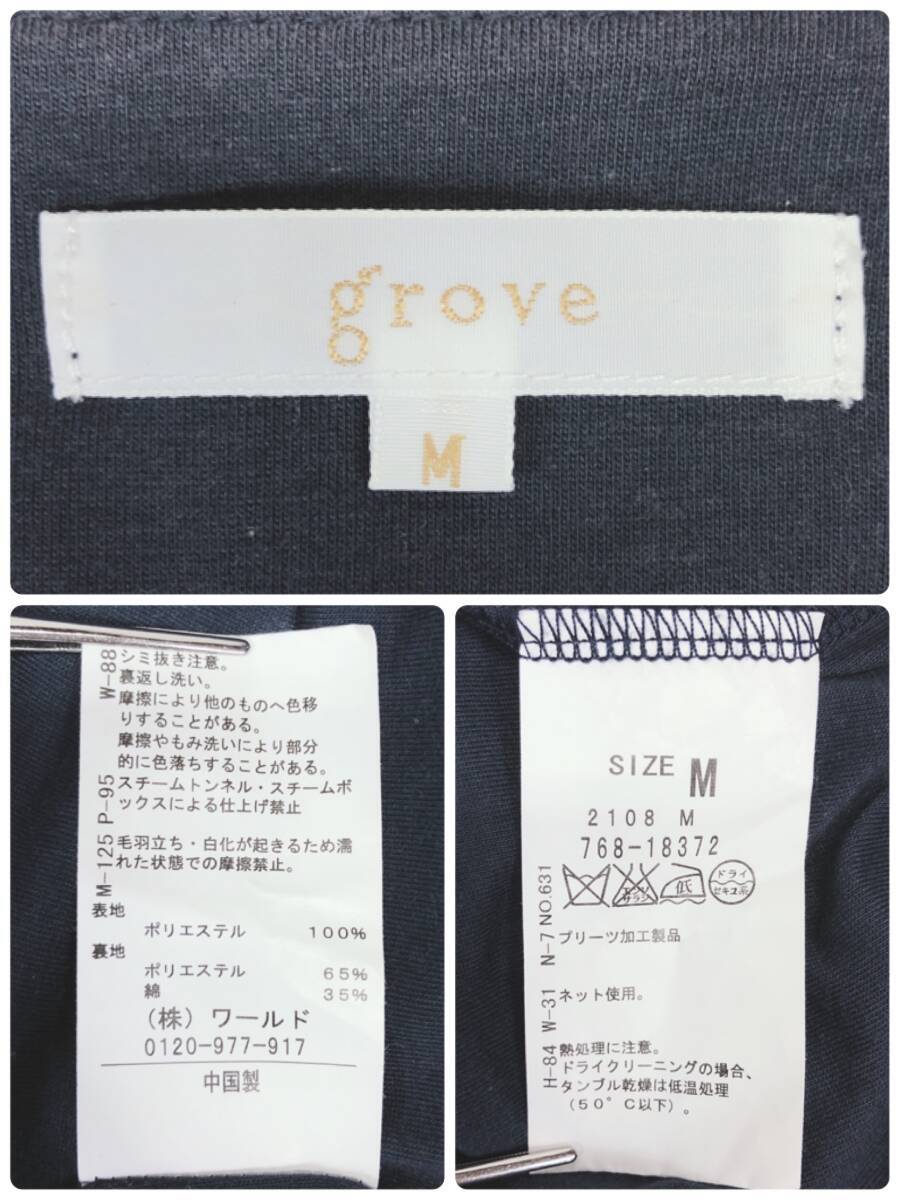 grove
M
W-88
シミ抜き注意。
裏返し洗い。
摩擦により他のものへ色移
りすることがある。
摩擦やもみ洗いにより部分
的に色落ちすることがある。
M-125 P-95
スチームトンネル・スチームボ
ックスによる仕上げ禁止
毛羽立ち・白化が起きるため濡
れた状態での摩擦禁止。
表地
ポリエステル 100%
裏地
ポリエステル 65%
綿 35%
(株) ワールド
0120-977-917
中国製
SIZE M
2108 M
768-18372
エンソ
サラシ
低
ドライ
セキユ系
N-7 NO.631
プリーツ加工製品
H-84 W-31
ネット使用。
熱処理に注意。
ドライクリーニングの場合、
タンブル乾燥は低温処理
(50°C以下)。